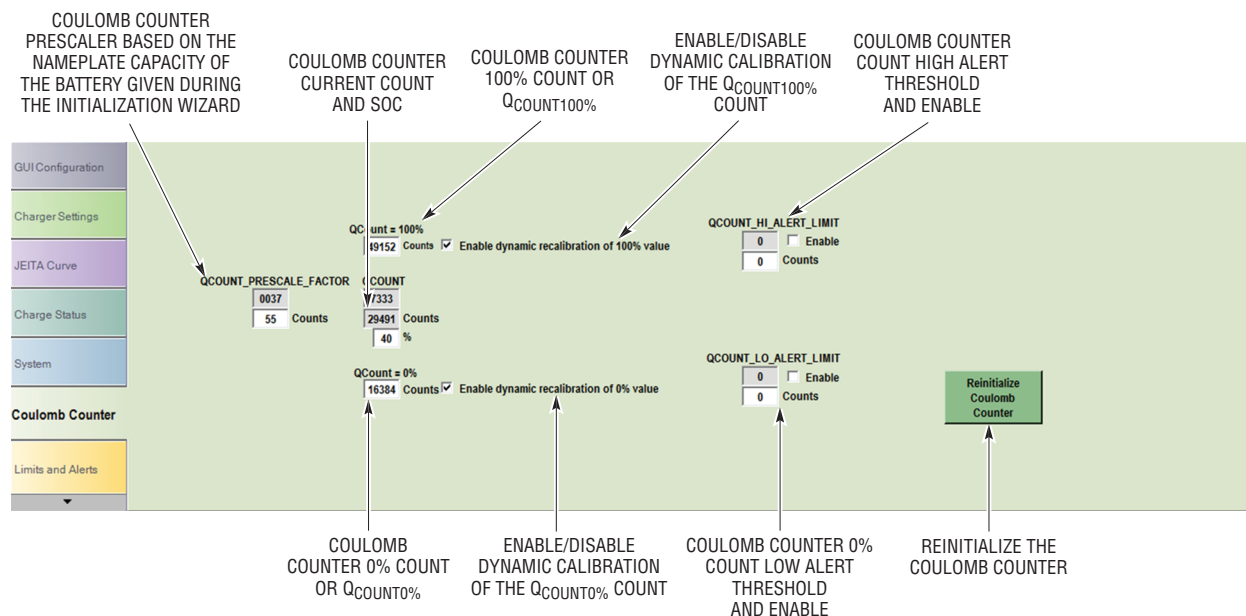 COULOMB COUNTER
PRESCALER BASED ON THE
NAMEPLATE CAPACITY OF
THE BATTERY GIVEN DURING
THE INITIALIZATION WIZARD
COULOMB COUNTER
CURRENT COUNT
AND SOC
COULOMB COUNTER
100% COUNT OR
QCOUNT100%
ENABLE/DISABLE
DYNAMIC CALIBRATION
OF THE QCOUNT100%
COUNT
COULOMB COUNTER
COUNT HIGH ALERT
THRESHOLD
AND ENABLE
GUI Configuration
Charger Settings
JEITA Curve
Charge Status
System
Coulomb Counter
Limits and Alerts
QCOUNT_PRESCALE_FACTOR
0037
55 Counts
QCount = 100%
49152 Counts Enable dynamic recalibration of 100% value
QCOUNT
7333
29491 Counts
40 %
QCount = 0%
16384 Counts Enable dynamic recalibration of 0% value
QCOUNT_HI_ALERT_LIMIT
0 Enable
0 Counts
QCOUNT_LO_ALERT_LIMIT
0 Enable
0 Counts
Reinitialize
Coulomb
Counter
COULOMB
COUNTER 0% COUNT
OR QCOUNT0%
ENABLE/DISABLE
DYNAMIC CALIBRATION
OF THE QCOUNT0% COUNT
COULOMB COUNTER 0%
COUNT LOW ALERT
THRESHOLD
AND ENABLE
REINITIALIZE THE
COULOMB COUNTER